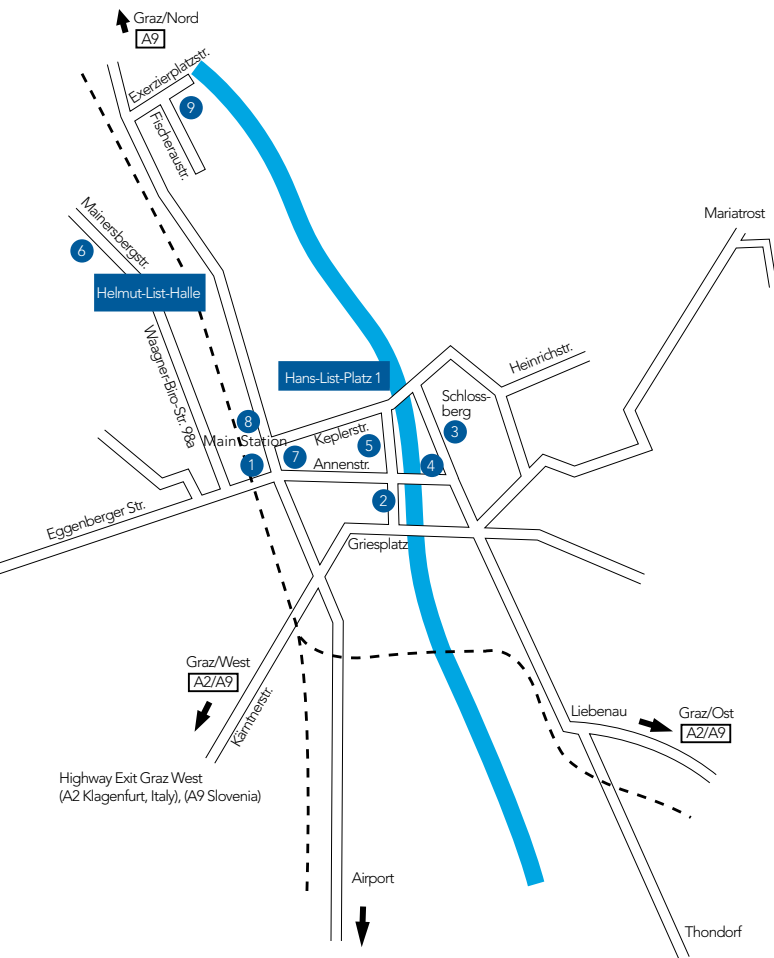 Graz/Nord
A9
Exerzierplatzstr.
9
Fischeraustr.
Mainersbergstr.
6
Mariatrost
Helmut-List-Halle
Waagner-Biro-Str. 98a
Heinrichstr.
Hans-List-Platz 1
Schloss-
berg
3
8
Keplerstr.
Main Station
5
7
Annenstr.
4
1
2
Eggenberger Str.
Griesplatz
Graz/West
A2/A9
Kärntnerstr.
Liebenau
Graz/Ost
A2/A9
Highway Exit Graz West
(A2 Klagenfurt, Italy), (A9 Slovenia)
Airport
Thondorf